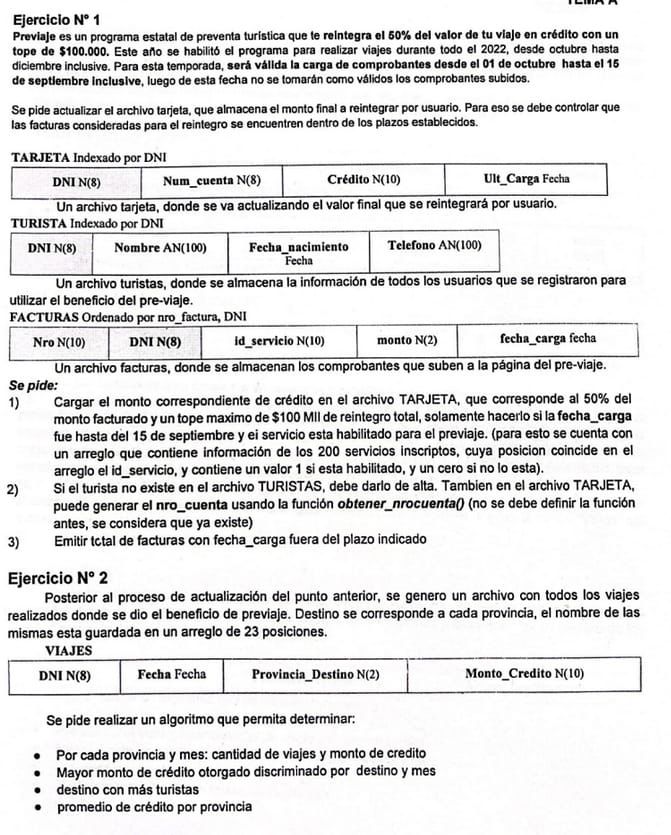 TEMA A
Ejercicio N° 1
Previaje es un programa estatal de preventa turística que te reintegra el 50% del valor de tu viaje en crédito con un
tope de $100.000. Este año se habilitó el programa para realizar viajes durante todo el 2022, desde octubre hasta
diciembre inclusive. Para esta temporada, será válida la carga de comprobantes desde el 01 de octubre hasta el 15
de septiembre inclusive, luego de esta fecha no se tomarán como válidos los comprobantes subidos.
Se pide actualizar el archivo tarjeta, que almacena el monto final a reintegrar por usuario. Para eso se debe controlar que
las facturas consideradas para el reintegro se encuentren dentro de los plazos establecidos.
TARJETA Indexado por DNI
DNI N(8) Num_cuenta N(8) Crédito N(10) Ult_Carga Fecha
Un archivo tarjeta, donde se va actualizando el valor final que se reintegrará por usuario.
TURISTA Indexado por DNI
DNI N(8) Nombre AN(100) Fecha_nacimiento Telefono AN(100)
Fecha
Un archivo turistas, donde se almacena la información de todos los usuarios que se registraron para
utilizar el beneficio del pre-viaje.
FACTURAS Ordenado por nro_factura, DNI
Nro N(10) DNI N(8) id_servicio N(10) monto N(2) fecha_carga fecha
Un archivo facturas, donde se almacenan los comprobantes que suben a la página del pre-viaje.
Se pide:
1) Cargar el monto correspondiente de crédito en el archivo TARJETA, que corresponde al 50% del
monto facturado y un tope maximo de $100 Mil de reintegro total, solamente hacerlo si la fecha_carga
fue hasta del 15 de septiembre y ei servicio esta habilitado para el previaje. (para esto se cuenta con
un arreglo que contiene información de los 200 servicios inscriptos, cuya posicion coincide en el
arreglo el id_servicio, y contiene un valor 1 si esta habilitado, y un cero si no lo esta).
2) Si el turista no existe en el archivo TURISTAS, debe darlo de alta. Tambien en el archivo TARJETA,
puede generar el nro_cuenta usando la función obtener_nrocuenta() (no se debe definir la función
antes, se considera que ya existe)
3) Emitir total de facturas con fecha_carga fuera del plazo indicado
Ejercicio N° 2
Posterior al proceso de actualización del punto anterior, se genero un archivo con todos los viajes
realizados donde se dio el beneficio de previaje. Destino se corresponde a cada provincia, el nombre de las
mismas esta guardada en un arreglo de 23 posiciones.
VIAJES
DNI N(8) Fecha Fecha Provincia_Destino N(2) Monto_Credito N(10)
Se pide realizar un algoritmo que permita determinar:
• Por cada provincia y mes: cantidad de viajes y monto de credito
• Mayor monto de crédito otorgado discriminado por destino y mes
• destino con más turistas
• promedio de crédito por provincia